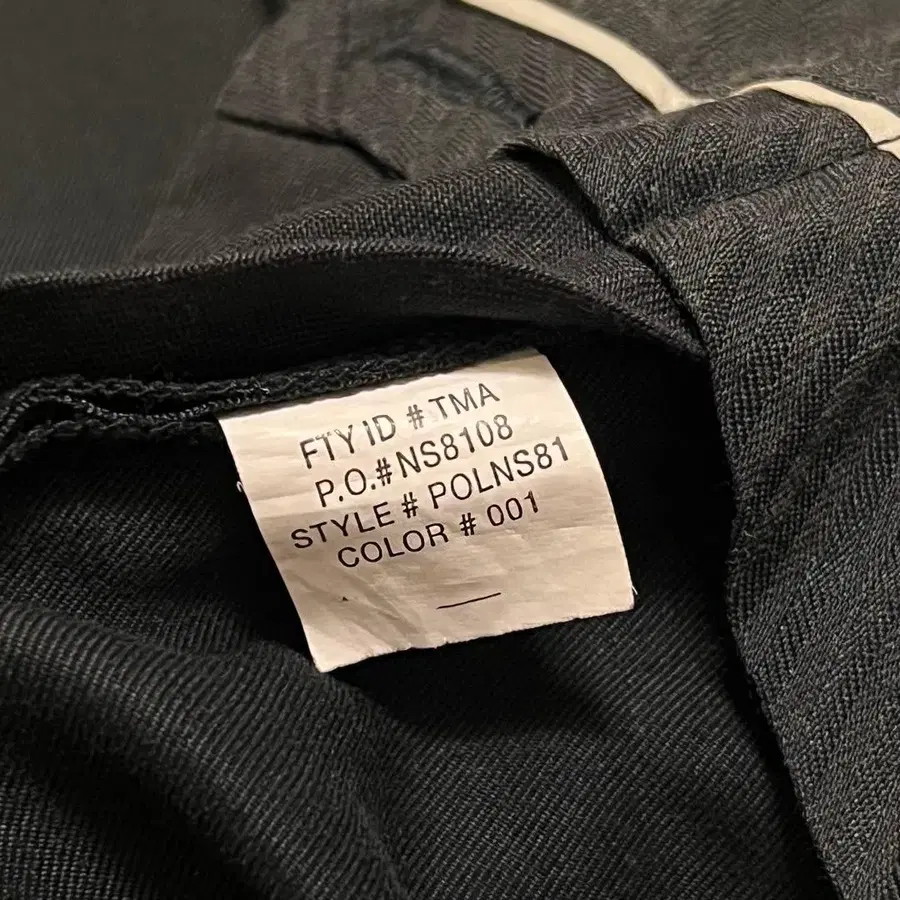 FTY ID # TMA
P.O.# NS8108
STYLE # POLNS81
COLOR # 001